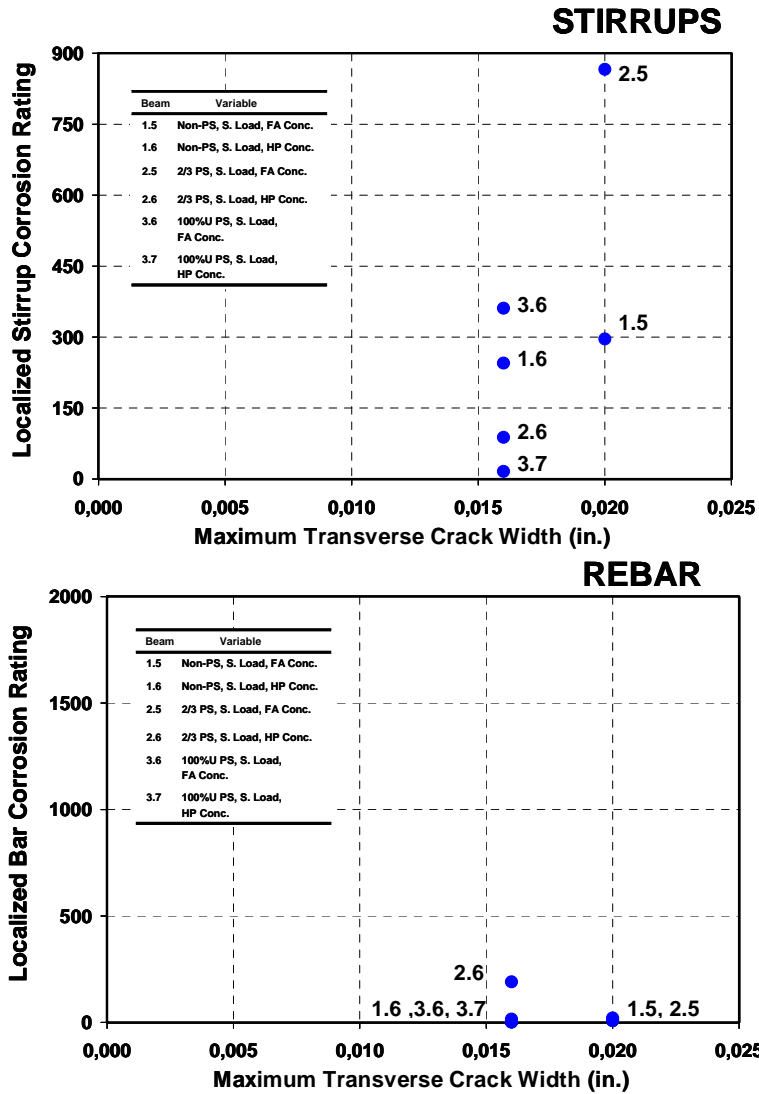 STIRRUPS
Localized Stirrup Corrosion Rating
900
750
600
450
300
150
0
Beam Variable
1.5 Non-PS, S. Load, FA Conc.
1.6 Non-PS, S. Load, HP Conc.
2.5 2/3 PS, S. Load, FA Conc.
2.6 2/3 PS, S. Load, HP Conc.
3.6 100%U PS, S. Load,
FA Conc.
3.7 100%U PS, S. Load,
HP Conc.
2.5
3.6
1.5
1.6
2.6
3.7
0,000 0,005 0,010 0,015 0,020 0,025
Maximum Transverse Crack Width (in.)
REBAR
Localized Bar Corrosion Rating
2000
1500
1000
500
0
Beam Variable
1.5 Non-PS, S. Load, FA Conc.
1.6 Non-PS, S. Load, HP Conc.
2.5 2/3 PS, S. Load, FA Conc.
2.6 2/3 PS, S. Load, HP Conc.
3.6 100%U PS, S. Load,
FA Conc.
3.7 100%U PS, S. Load,
HP Conc.
2.6
1.6 ,3.6, 3.7
1.5, 2.5
0,000 0,005 0,010 0,015 0,020 0,025
Maximum Transverse Crack Width (in.)